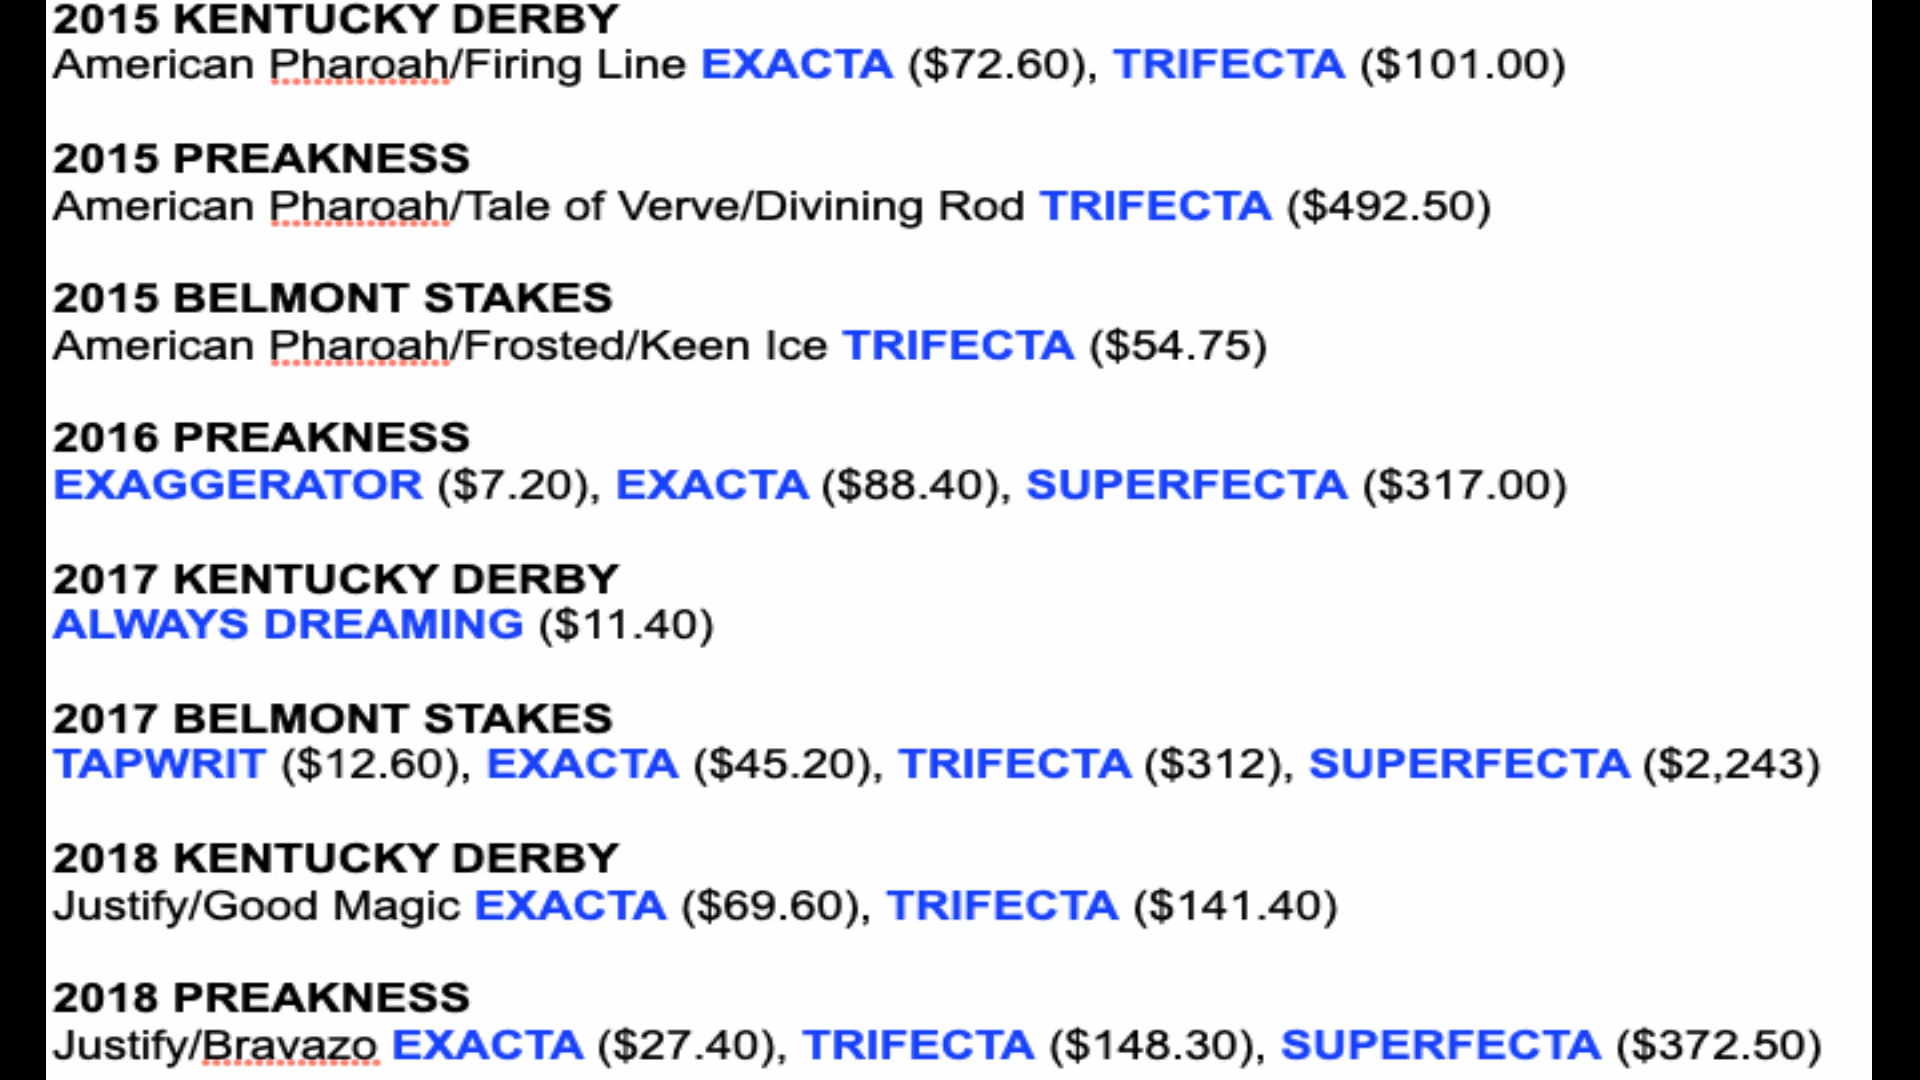 2015 KENTUCKY DERBY
American Pharoah/Firing Line EXACTA ($72.60), TRIFECTA ($101.00)
2015 PREAKNESS
American Pharoah/Tale of Verve/Divining Rod TRIFECTA ($492.50)
2015 BELMONT STAKES
American Pharoah/Frosted/Keen Ice TRIFECTA ($54.75)
2016 PREAKNESS
EXAGGERATOR ($7.20), EXACTA ($88.40), SUPERFECTA ($317.00)
2017 KENTUCKY DERBY
ALWAYS DREAMING ($11.40)
2017 BELMONT STAKES
TAPWRIT ($12.60), EXACTA ($45.20), TRIFECTA ($312), SUPERFECTA ($2,243)
2018 KENTUCKY DERBY
Justify/Good Magic EXACTA ($69.60), TRIFECTA ($141.40)
2018 PREAKNESS
Justify/Bravazo EXACTA ($27.40), TRIFECTA ($148.30), SUPERFECTA ($372.50)